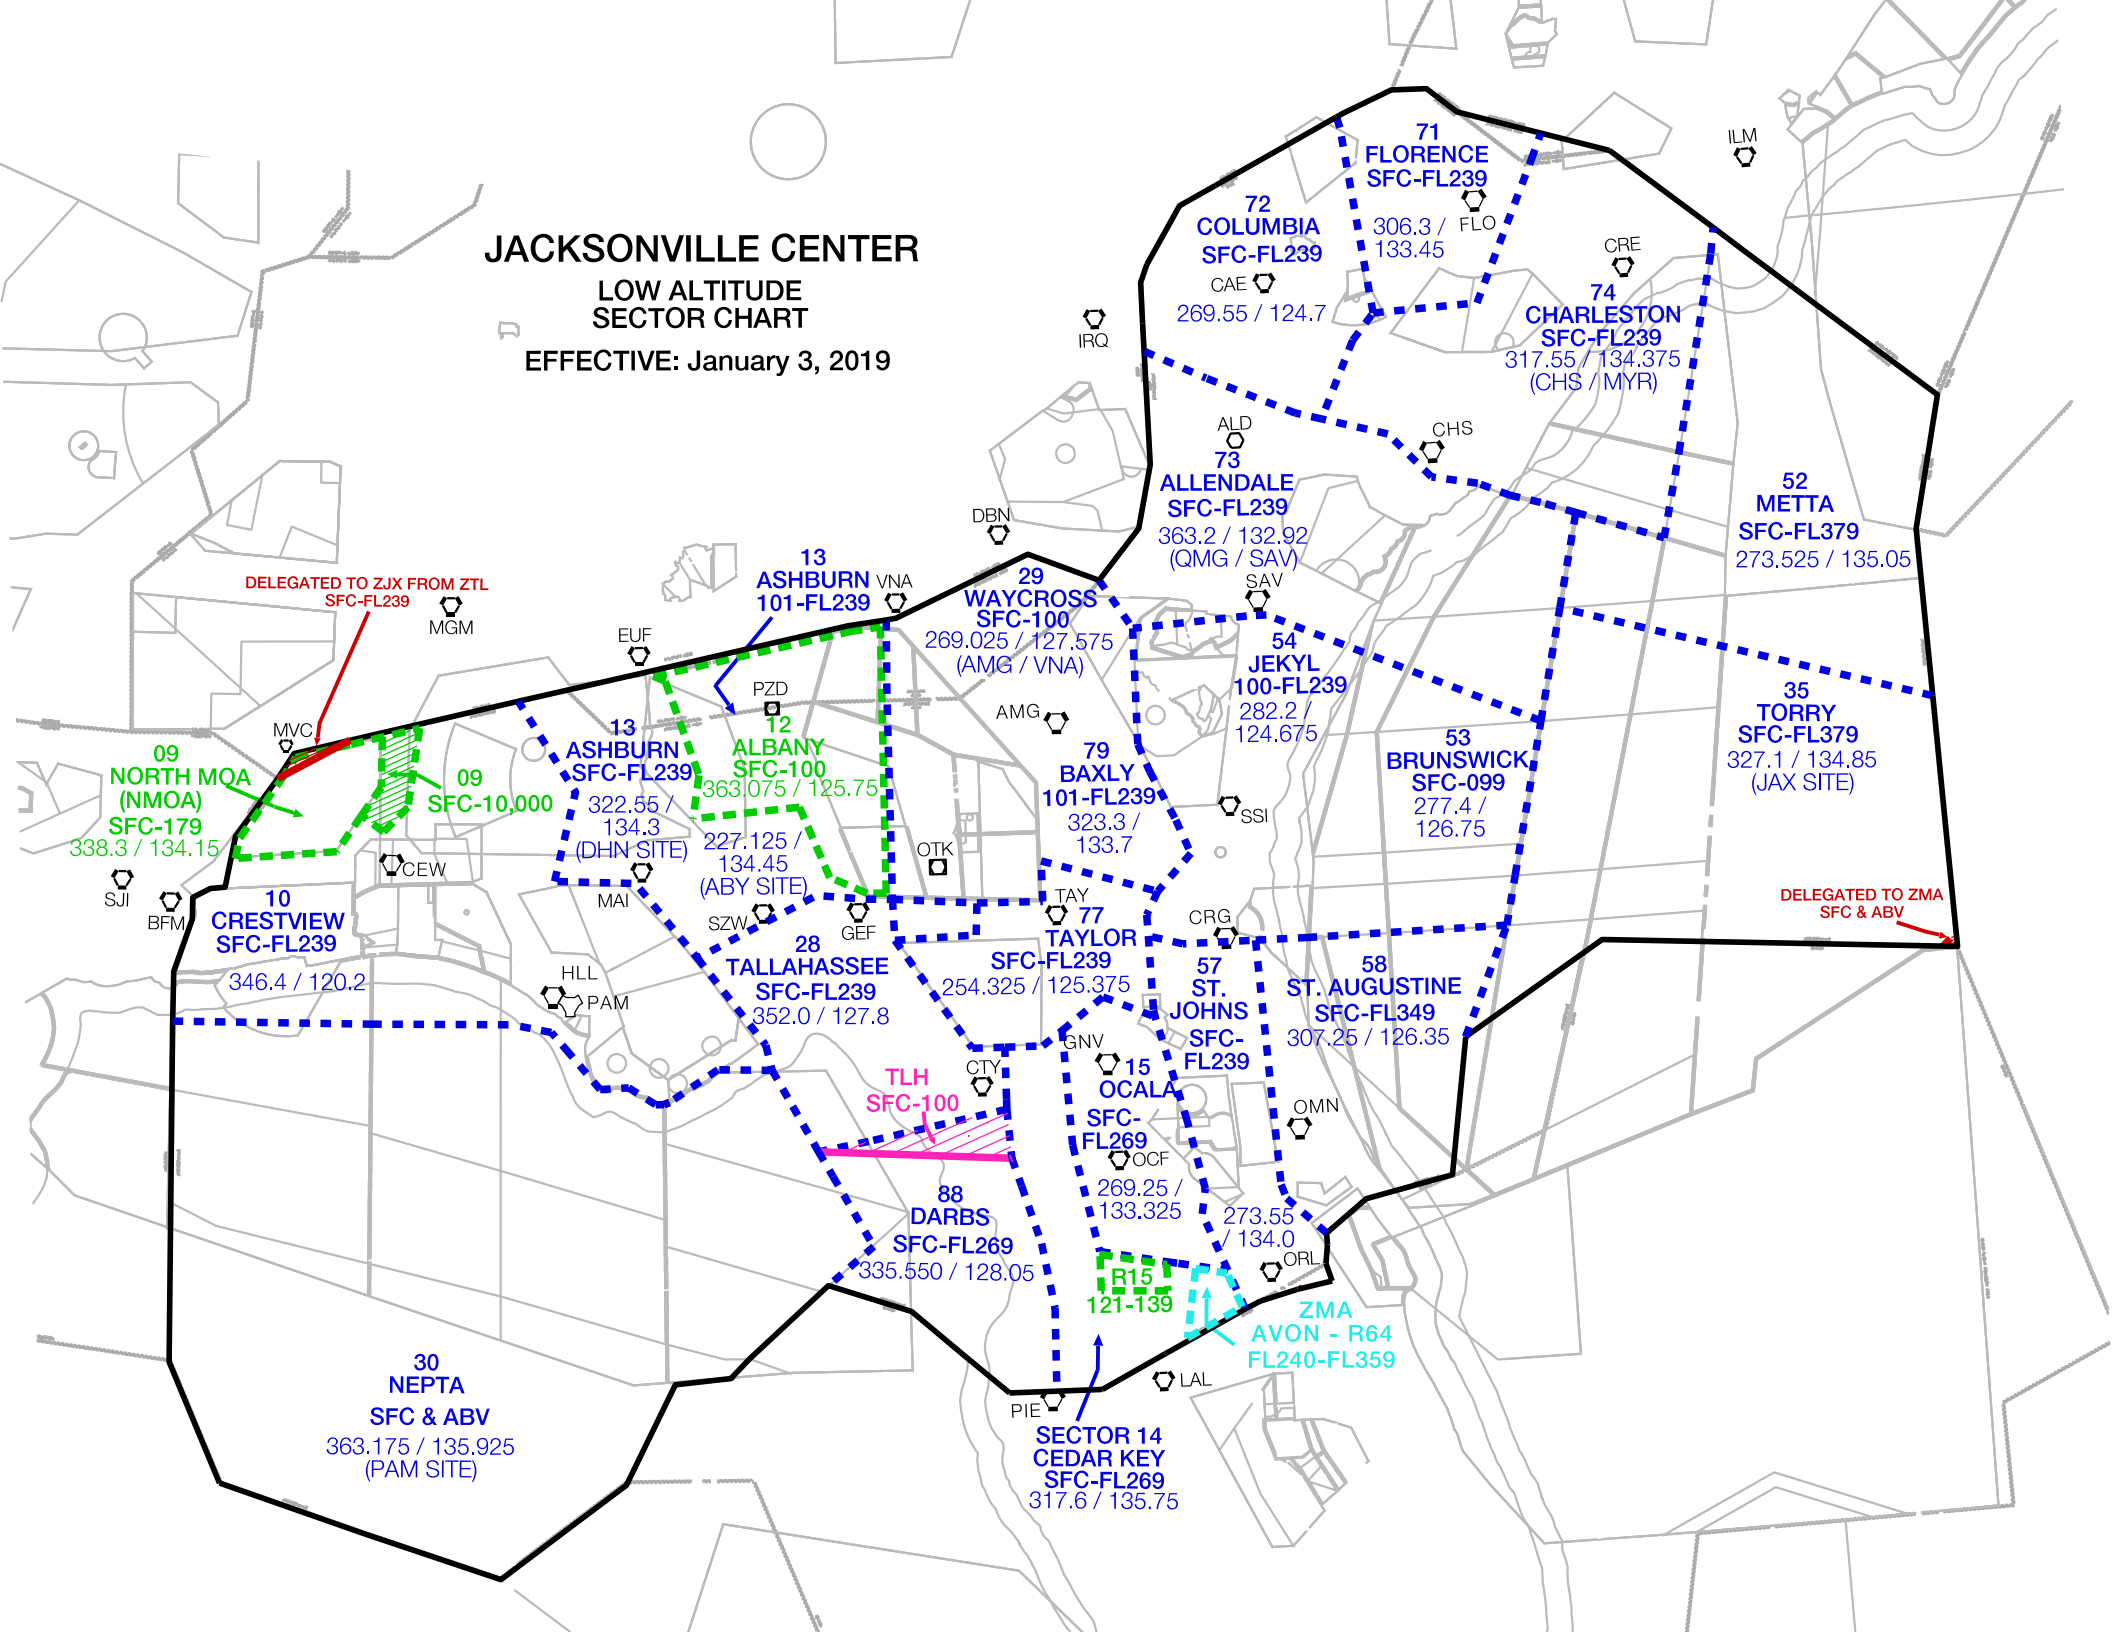 JACKSONVILLE CENTER
LOW ALTITUDE
SECTOR CHART
EFFECTIVE: January 3, 2019
71
FLORENCE
SFC-FL239
306.3 /
133.45
FLO
ILM
72
COLUMBIA
SFC-FL239
CAE
269.55 / 124.7
CRE
74
CHARLESTON
SFC-FL239
317.55 / 134.375
(CHS / MYR)
IRQ
ALD
CHS
73
ALLENDALE
SFC-FL239
363.2 / 132.92
(QMG / SAV)
SAV
52
METTA
SFC-FL379
273.525 / 135.05
DBN
13
ASHBURN
101-FL239
VNA
29
WAYCROSS
SFC-100
269.025 / 127.575
(AMG / VNA)
DELEGATED TO ZJX FROM ZTL
SFC-FL239
MGM
EUF
54
JEKYL
100-FL239
282.2 /
124.675
PZD
AMG
MVC
09
NORTH MOA
(NMOA)
SFC-179
338.3 / 134.15
09
SFC-10,000
13
ASHBURN
SFC-FL239
322.55 /
134.3
(DHN SITE)
12
ALBANY
SFC-100
363.075 / 125.75
227.125 /
134.45
(ABY SITE)
79
BAXLY
101-FL239
323.3 /
133.7
53
BRUNSWICK
SFC-099
277.4 /
126.75
35
TORRY
SFC-FL379
327.1 / 134.85
(JAX SITE)
SSI
OTK
CEW
SJI
BFM
MAI
SZW
GEF
TAY
CRG
DELEGATED TO ZMA
SFC & ABV
10
CRESTVIEW
SFC-FL239
346.4 / 120.2
HLL
PAM
28
TALLAHASSEE
SFC-FL239
352.0 / 127.8
77
TAYLOR
SFC-FL239
254.325 / 125.375
57
ST.
JOHNS
SFC-
FL239
58
ST. AUGUSTINE
SFC-FL349
307.25 / 126.35
GNV
CTY
TLH
SFC-100
15
OCALA
SFC-
FL269
OCF
269.25 /
133.325
OMN
273.55
/ 134.0
ORL
88
DARBS
SFC-FL269
335.550 / 128.05
R15
121-139
ZMA
AVON - R64
FL240-FL359
30
NEPTA
SFC & ABV
363.175 / 135.925
(PAM SITE)
LAL
PIE
SECTOR 14
CEDAR KEY
SFC-FL269
317.6 / 135.75